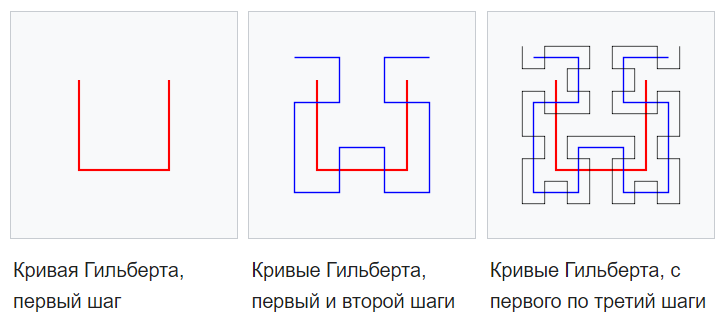 Кривая Гильберта,
первый шаг
Кривые Гильберта,
первый и второй шаги
Кривые Гильберта, с
первого по третий шаги